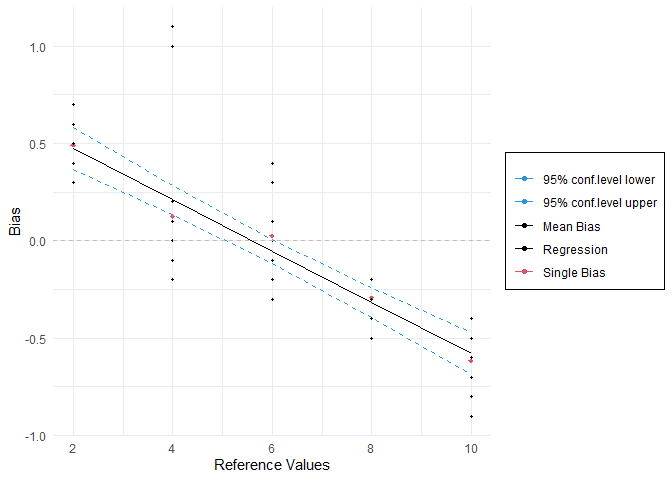 1.0
0.5
0.0
-0.5
-1.0
Bias
2 4 6 8 10
Reference Values
95% conf.level lower
95% conf.level upper
Mean Bias
Regression
Single Bias